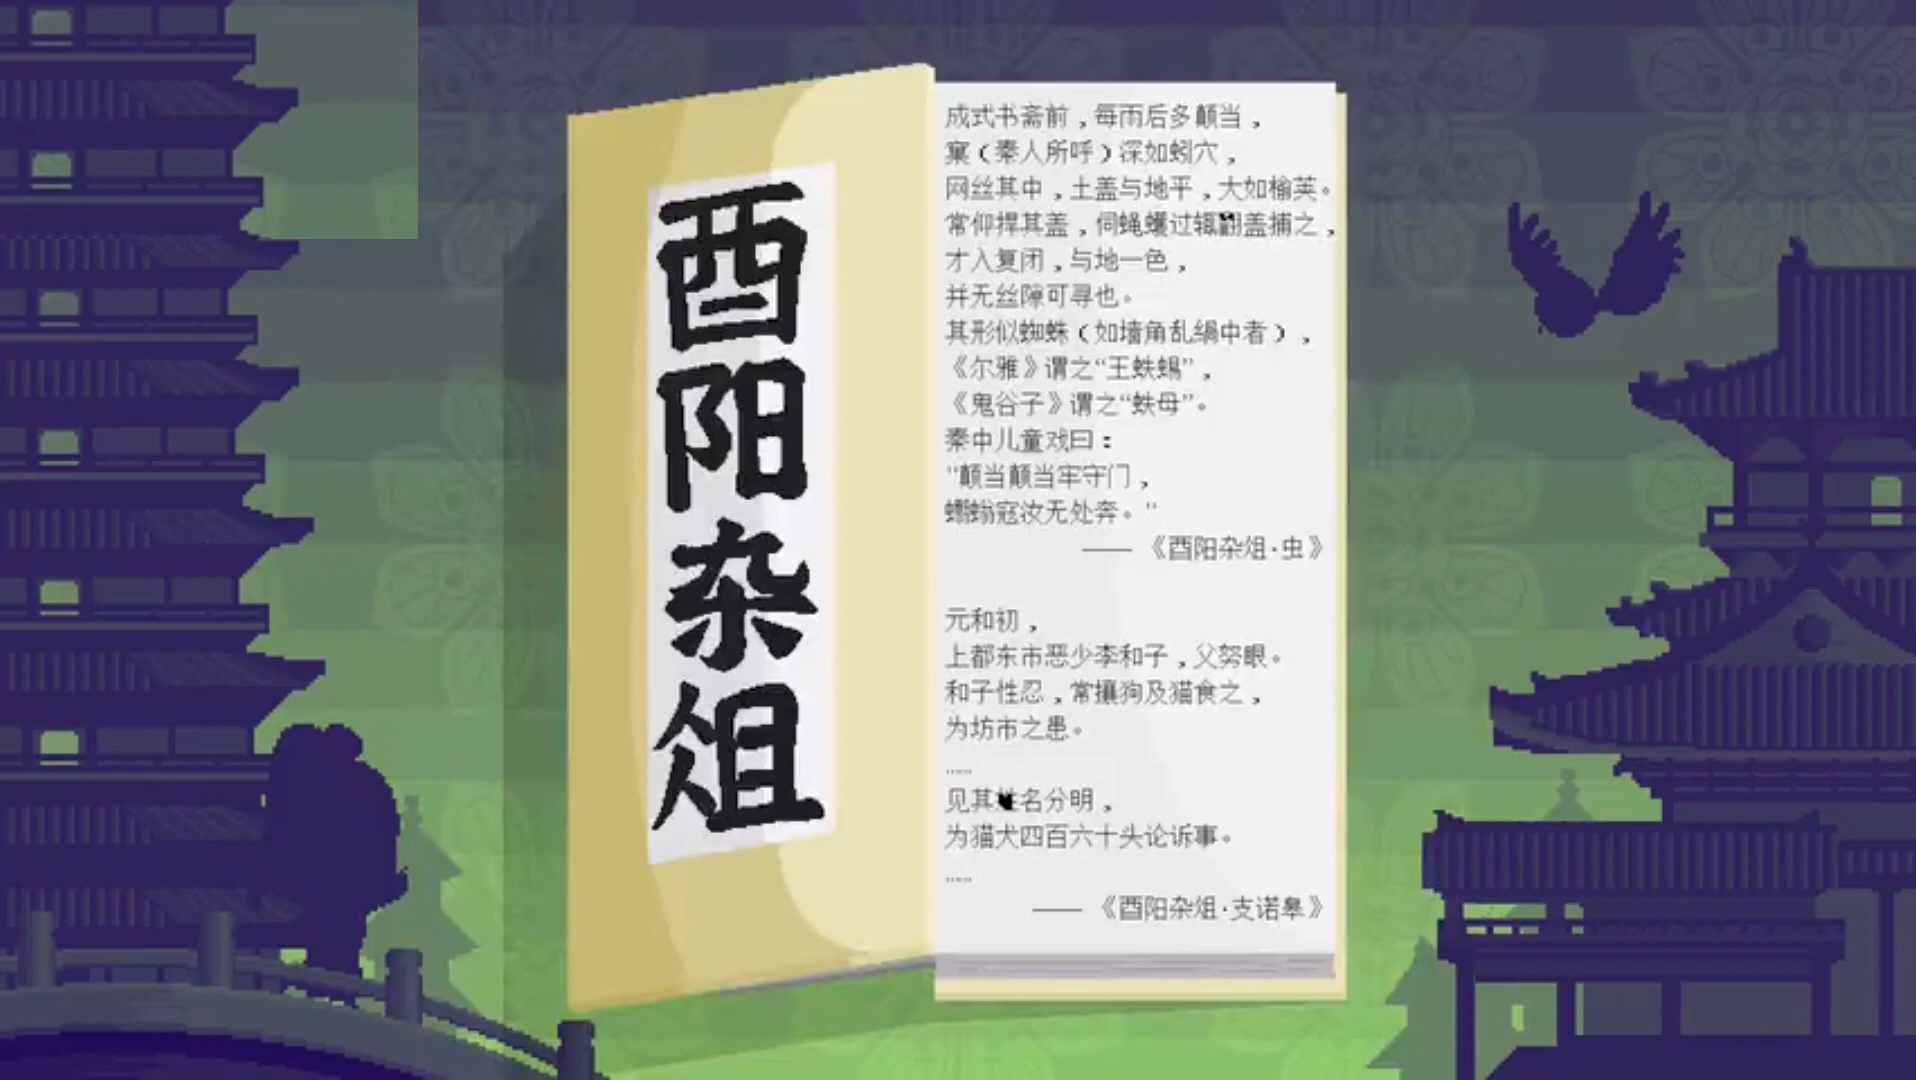 酉阳杂俎
成式书斋前，每雨后多颠当，
窠（秦人所呼）深如蚓穴，
网丝其中，土盖与地平，大如榆荚。
常仰捍其盖，伺蝇蠖过辄翻盖捕之，
才入复闭，与地一色，
并无丝隙可寻也。
其形似蜘蛛（如墙角乱緺中者），
《尔雅》谓之“王蛈蜴”，
《鬼谷子》谓之“蛈母”。
秦中儿童戏曰：
"颠当颠当牢守门，
蠮螉寇汝无处奔。"
—— 《酉阳杂俎·虫》
元和初，
上都东市恶少李和子，父努眼。
和子性忍，常攘狗及猫食之，
为坊市之患。
……
见其姓名分明，
为猫犬四百六十头论诉事。
……
—— 《酉阳杂俎·支诺皋》